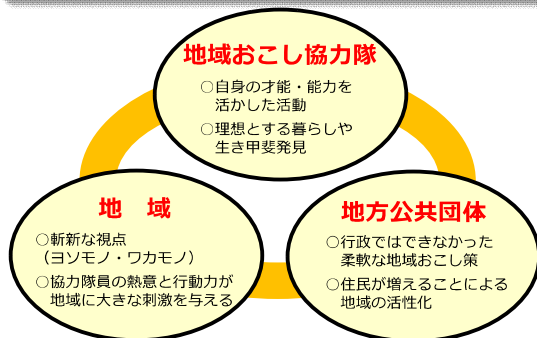 地域おこし協力隊
○自身の才能・能力を
活かした活動
○理想とする暮らしや
生き甲斐発見
地　域
○斬新な視点
（ヨソモノ・ワカモノ）
○協力隊員の熱意と行動力が
地域に大きな刺激を与える
地方公共団体
○行政ではできなかった
柔軟な地域おこし策
○住民が増えることによる
地域の活性化